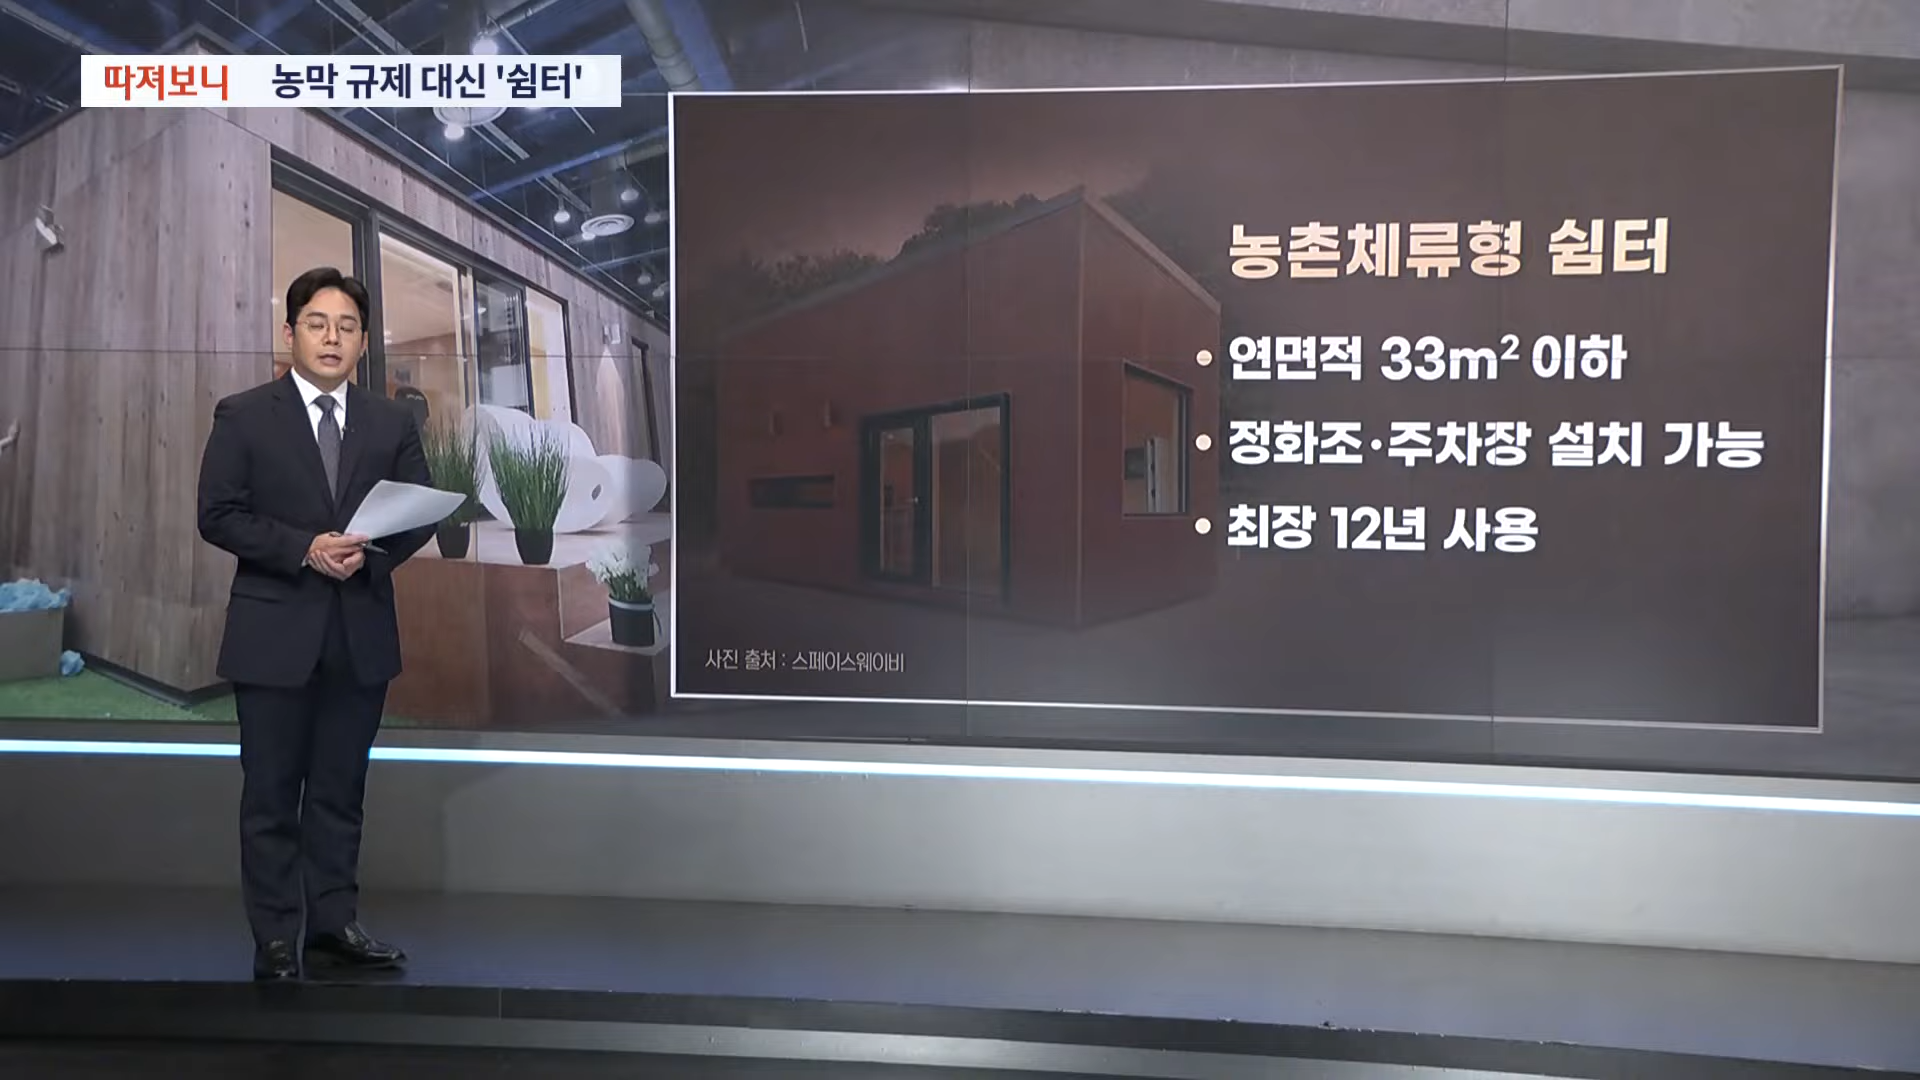 따져보니 농막 규제 대신 '쉼터'
농촌체류형 쉼터
• 연면적 33m² 이하
• 정화조·주차장 설치 가능
• 최장 12년 사용
사진 출처 : 스페이스웨이비